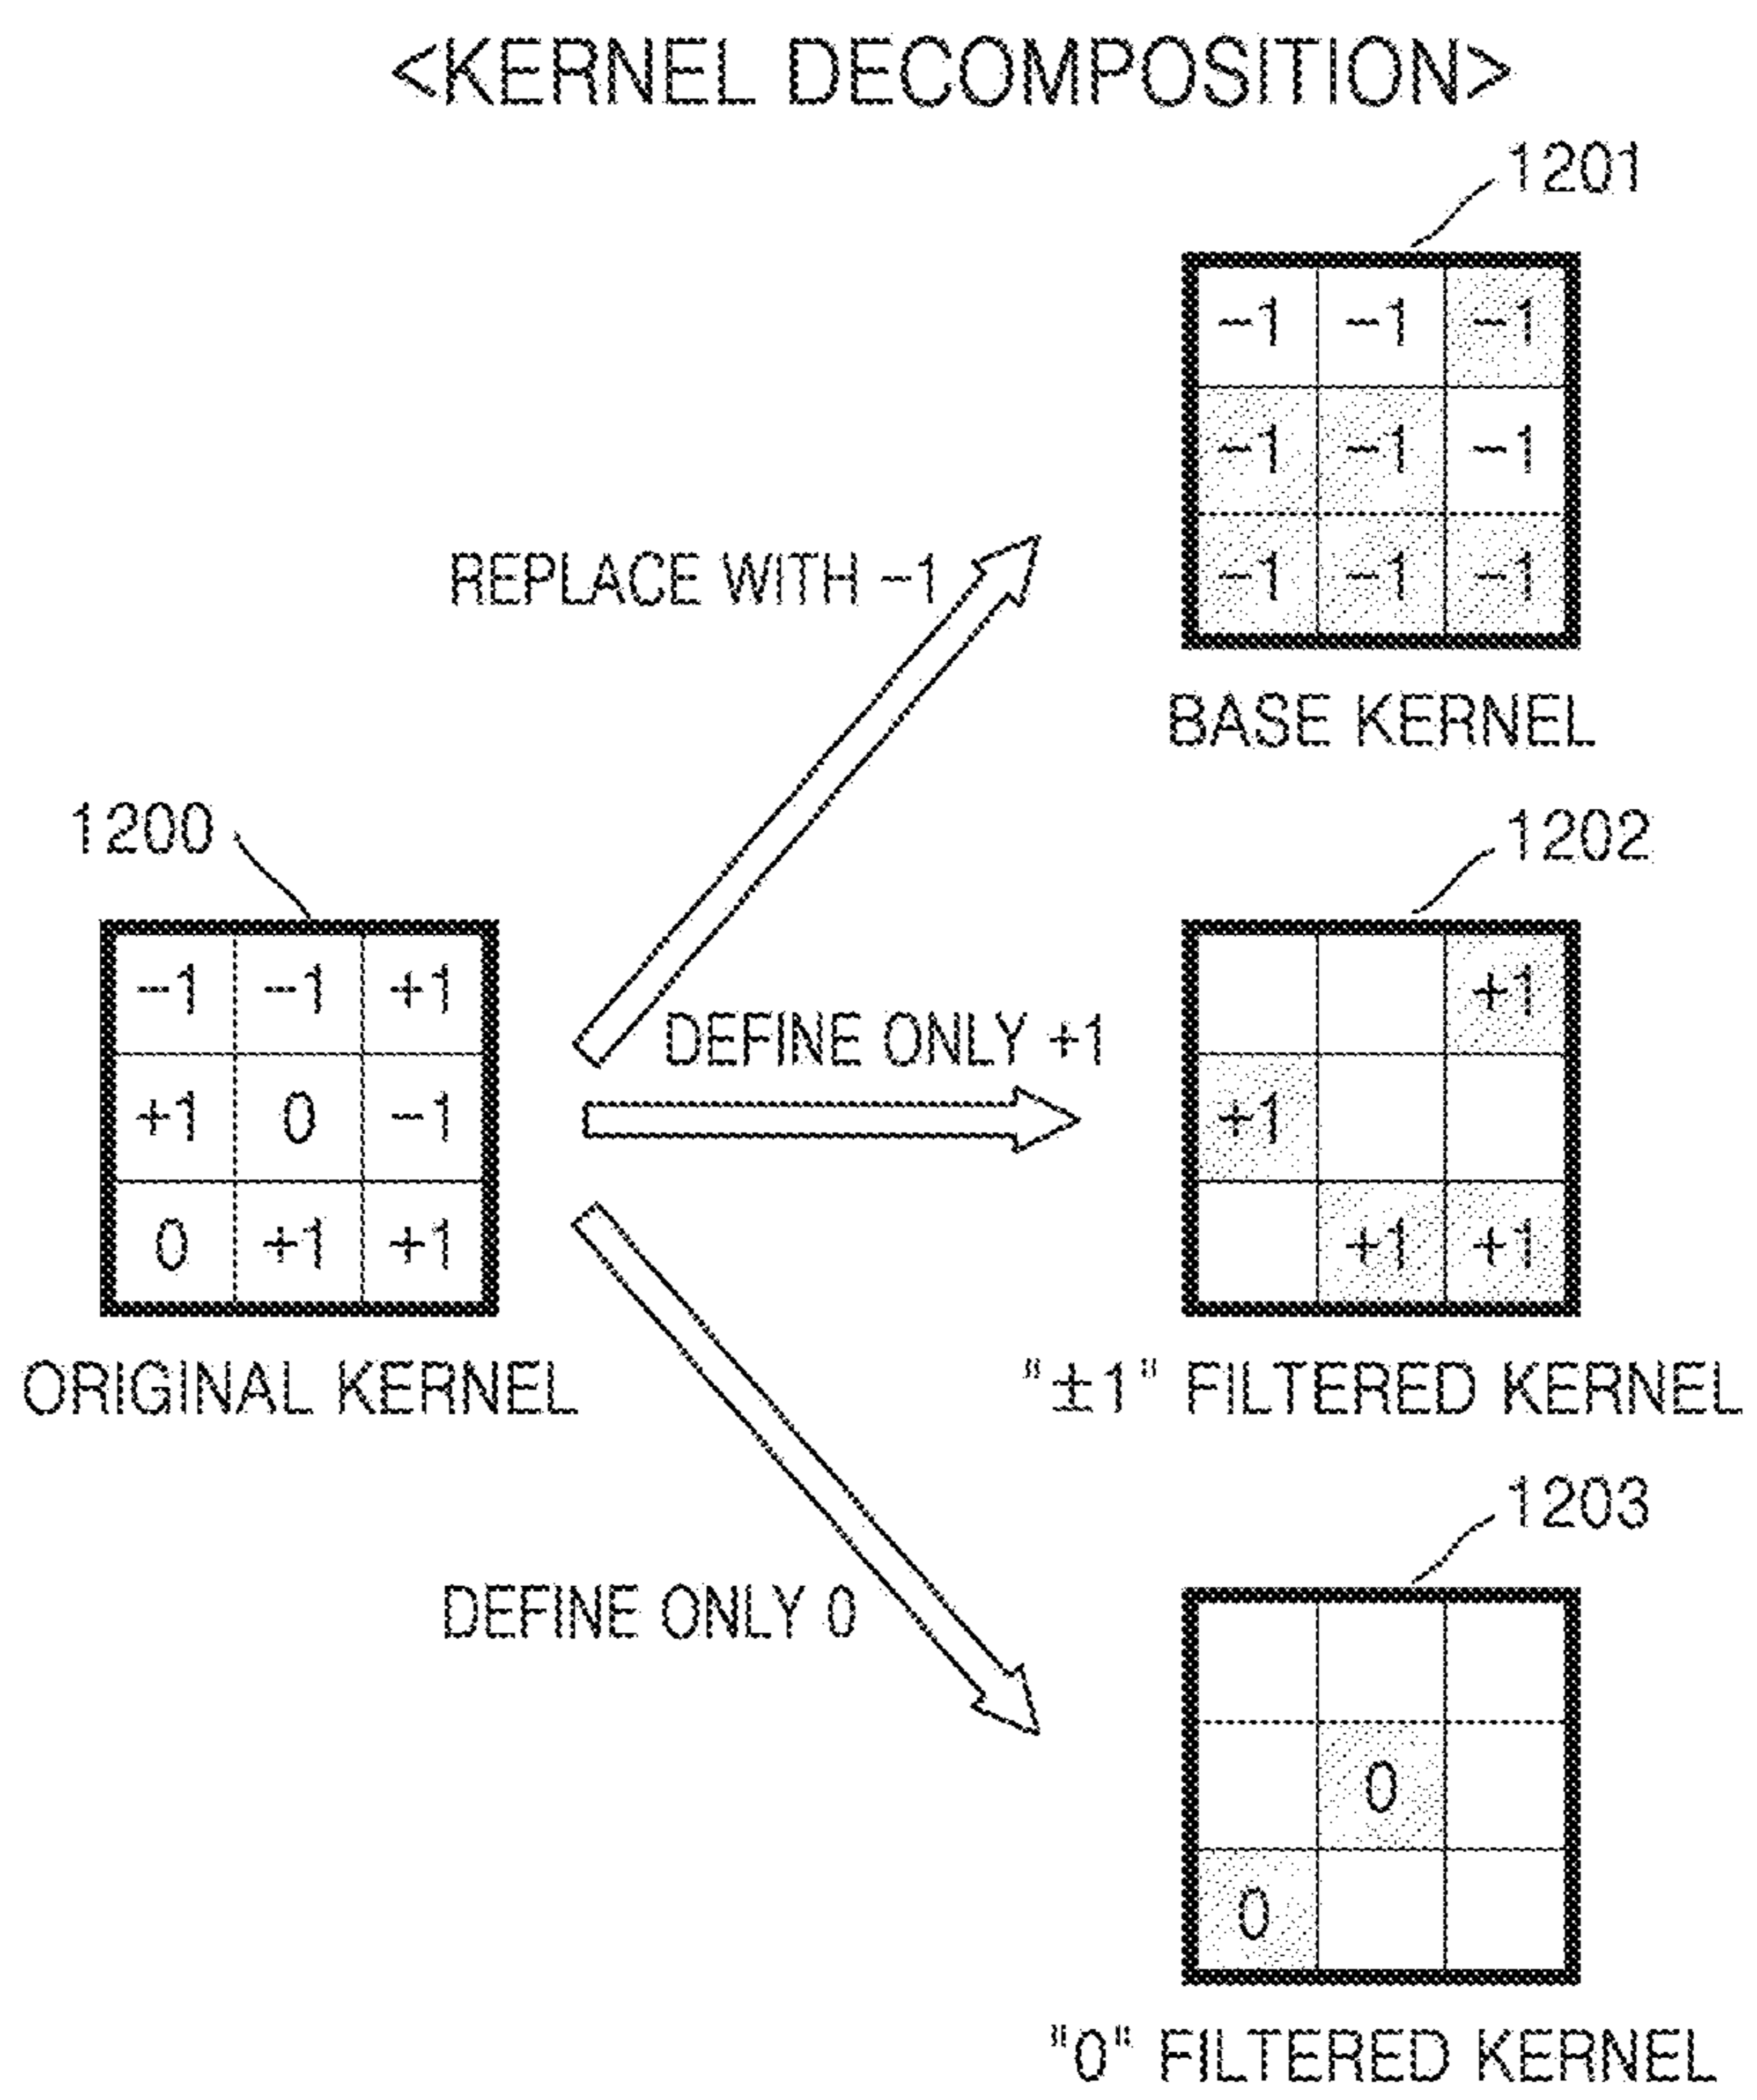 <KERNEL DECOMPOSITION>
1201
−1 −1 −1
−1 −1 −1
−1 −1 −1
BASE KERNEL
REPLACE WITH −1
1200
−1 −1 +1
+1 0 −1
0 +1 +1
ORIGINAL KERNEL
DEFINE ONLY +1
1202
+1
+1
+1 +1
"±1" FILTERED KERNEL
DEFINE ONLY 0
1203
0
0
"0" FILTERED KERNEL